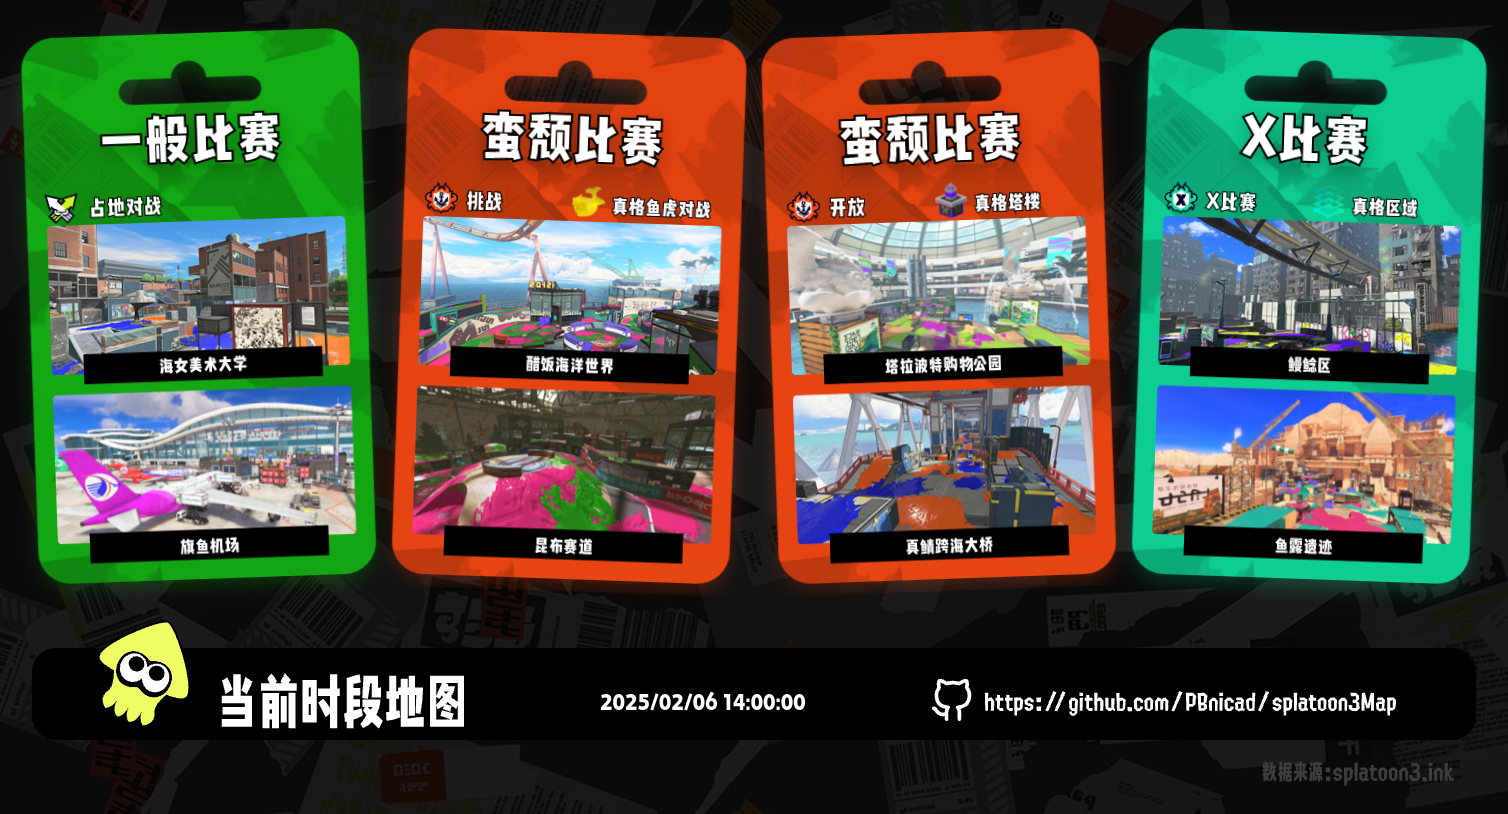 一般比赛
占地对战
海女美术大学
旗鱼机场
蛮颓比赛
挑战
真格鱼虎对战
醋饭海洋世界
昆布赛道
蛮颓比赛
开放
真格塔楼
塔拉波特购物公园
真鲭跨海大桥
X比赛
X比赛
真格区域
鳗鲶区
鱼露遗迹
当前时段地图
2025/02/06 14:00:00
https://github.com/PBnicad/splatoon3Map
数据来源:splatoon3.ink